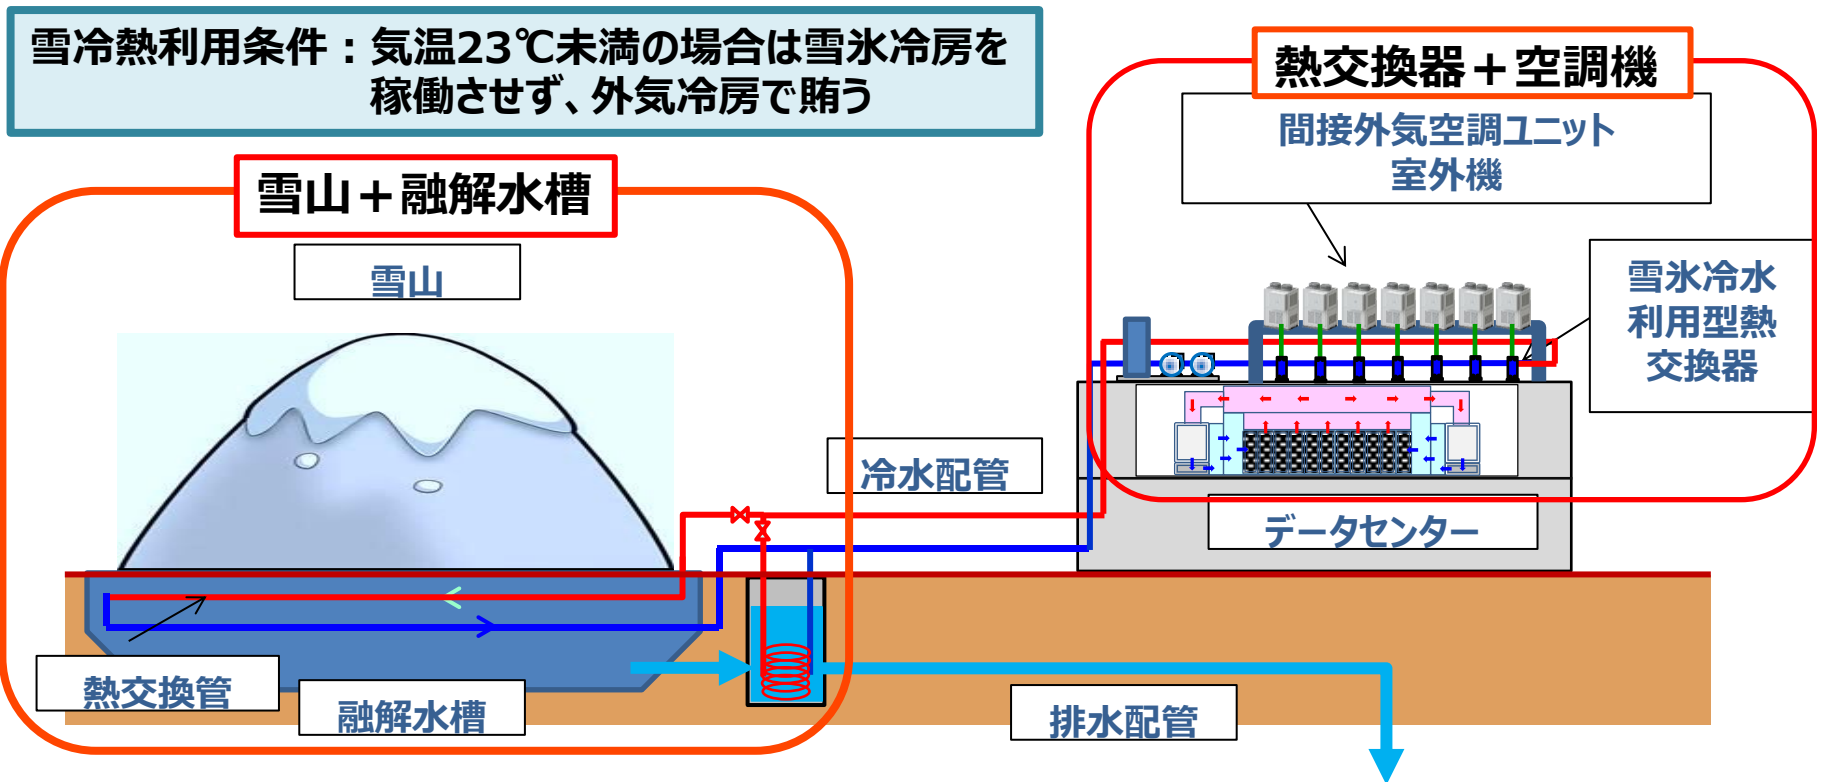 雪冷熱利用条件：気温23℃未満の場合は雪氷冷房を
稼働させず、外気冷房で賄う
熱交換器＋空調機
間接外気空調ユニット
室外機
雪山＋融解水槽
雪山
雪氷冷水
利用型熱
交換器
冷水配管
データセンター
熱交換管
融解水槽
排水配管